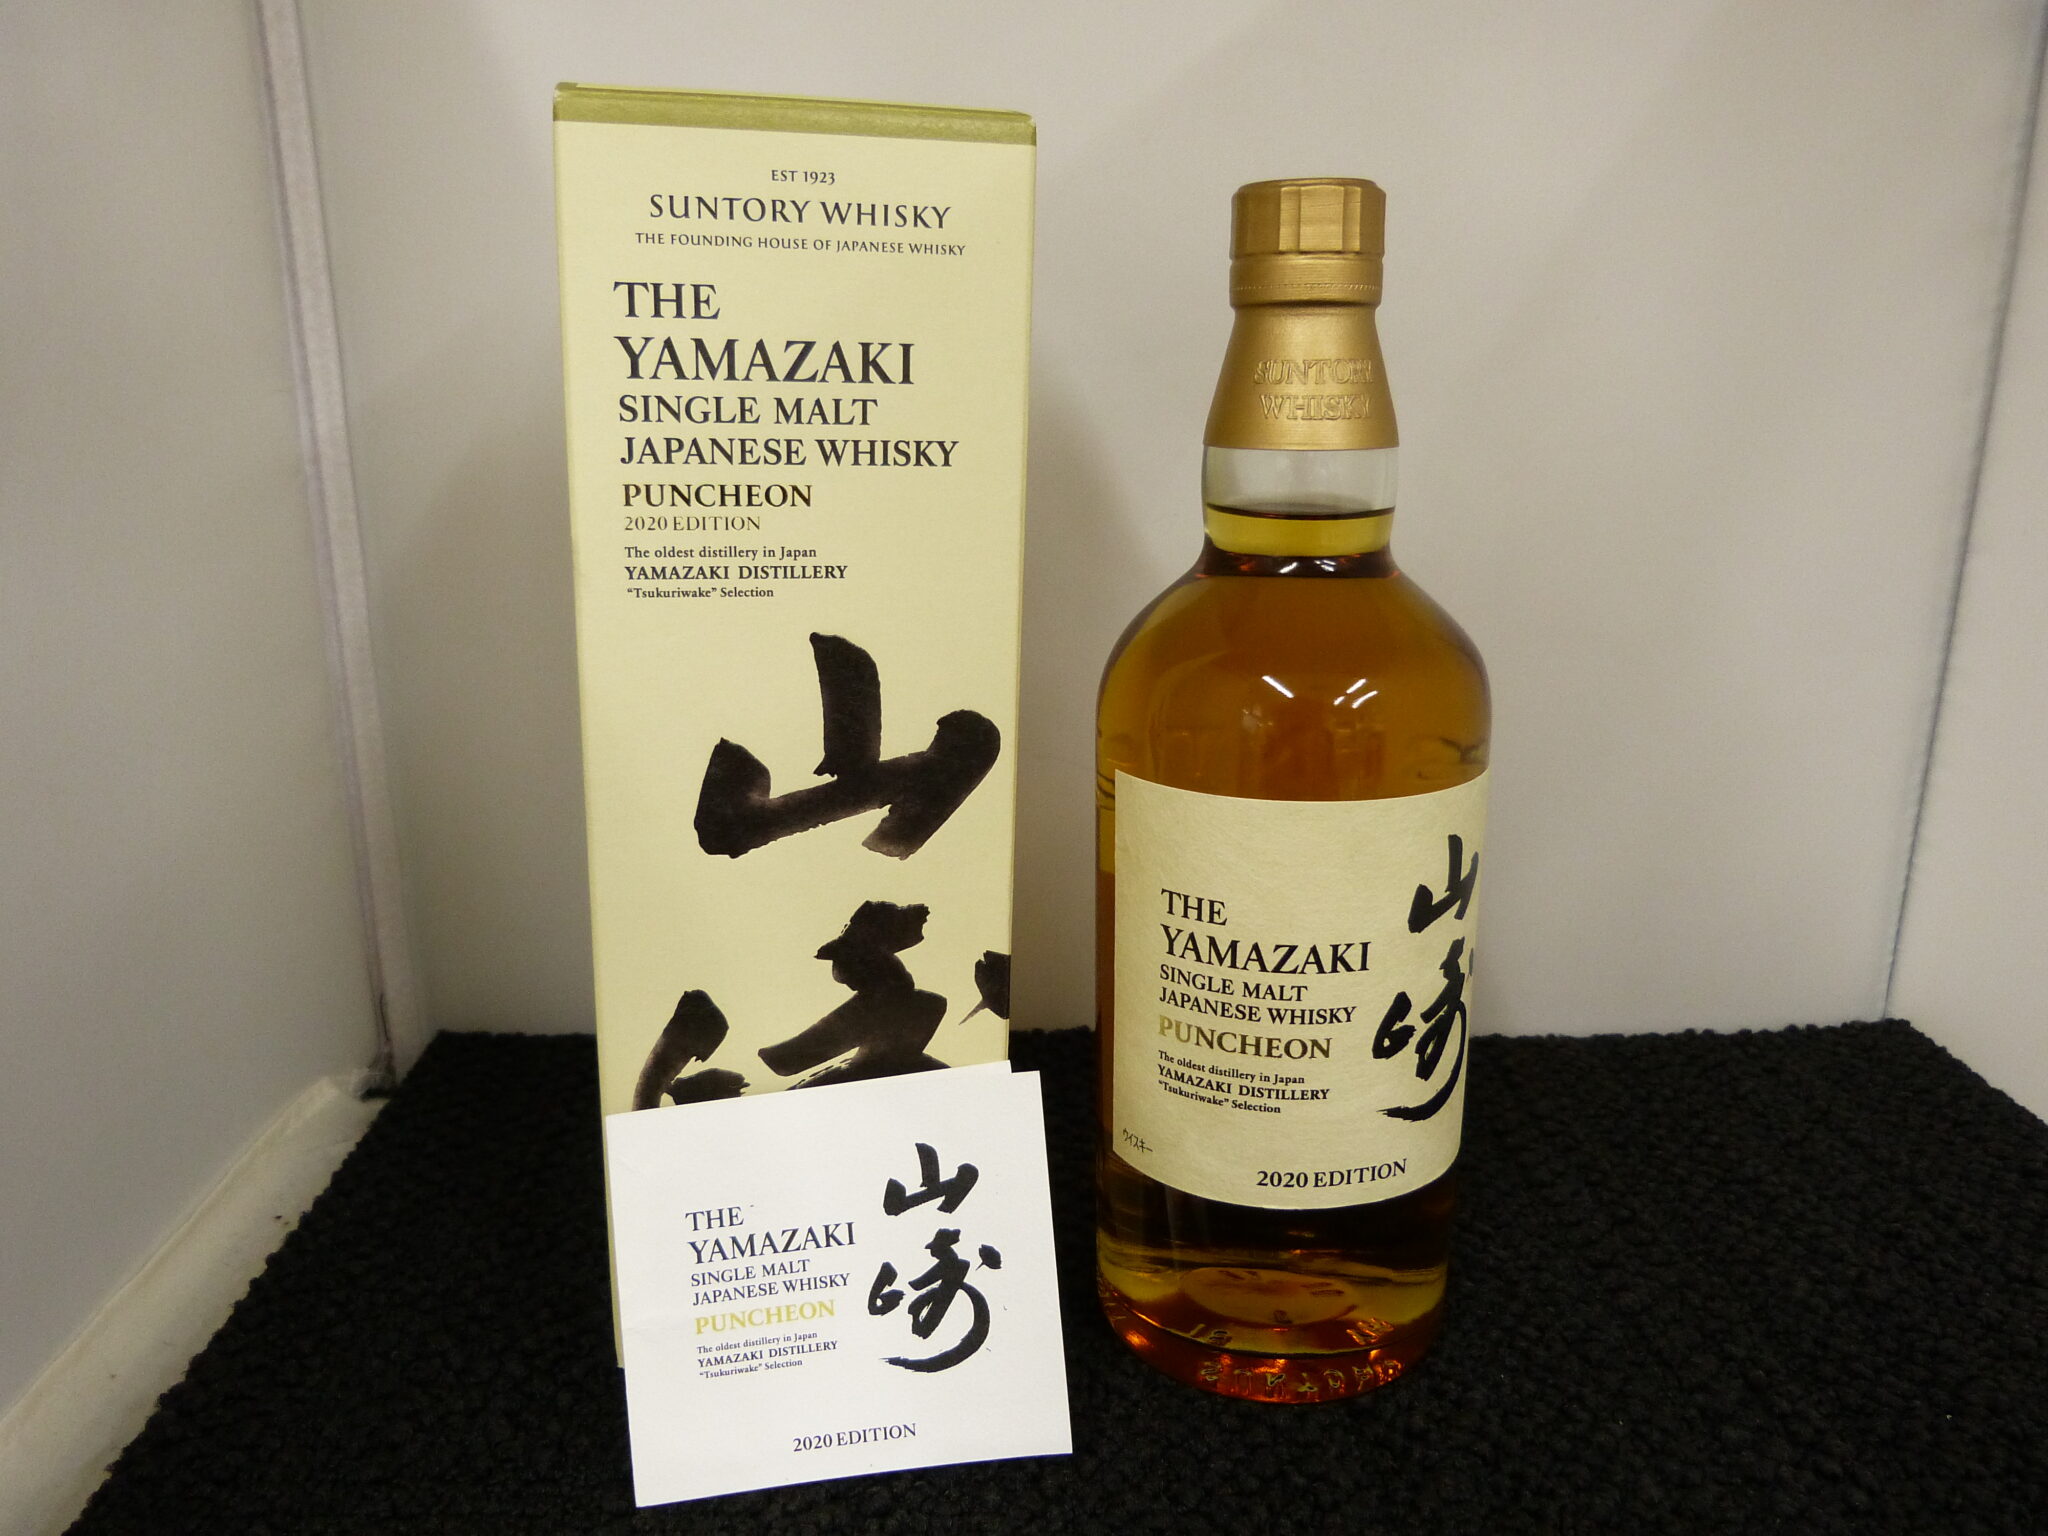 EST 1923
SUNTORY WHISKY
THE FOUNDING HOUSE OF JAPANESE WHISKY
THE
YAMAZAKI
SINGLE MALT
JAPANESE WHISKY
PUNCHEON
2020 EDITION
The oldest distillery in Japan
YAMAZAKI DISTILLERY
“Tsukuriwake” Selection
山
崎
THE
YAMAZAKI
SINGLE MALT
JAPANESE WHISKY
PUNCHEON
The oldest distillery in Japan
YAMAZAKI DISTILLERY
“Tsukuriwake” Selection
山
崎
2020 EDITION
SUNTORY
WHISKY
THE
YAMAZAKI
SINGLE MALT
JAPANESE WHISKY
PUNCHEON
The oldest distillery in Japan
YAMAZAKI DISTILLERY
“Tsukuriwake” Selection
山
崎
ウイスキー
2020 EDITION